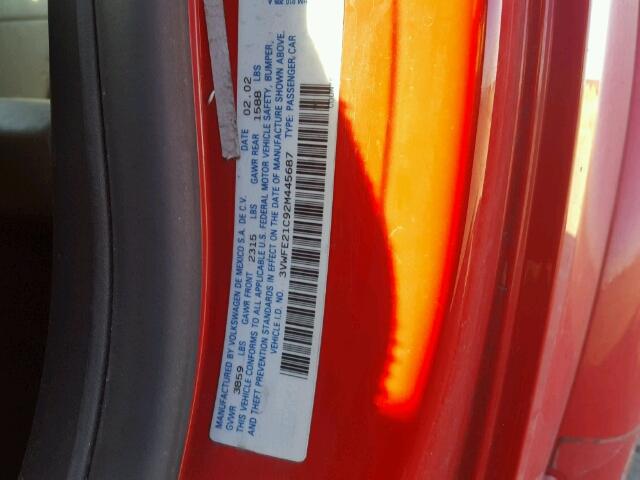 MANUFACTURED BY VOLKSWAGEN DE MEXICO S.A. DE C.V. DATE 02.02
GVWR 3859 LBS GAWR FRONT 2315 LBS GAWR REAR 1588 LBS
THIS VEHICLE CONFORMS TO ALL APPLICABLE U.S. FEDERAL MOTOR VEHICLE SAFETY, BUMPER,
AND THEFT PREVENTION STANDARDS IN EFFECT ON THE DATE OF MANUFACTURE SHOWN ABOVE.
VEHICLE I.D. NO. 3VWFE21C92M445687 TYPE: PASSENGER CAR